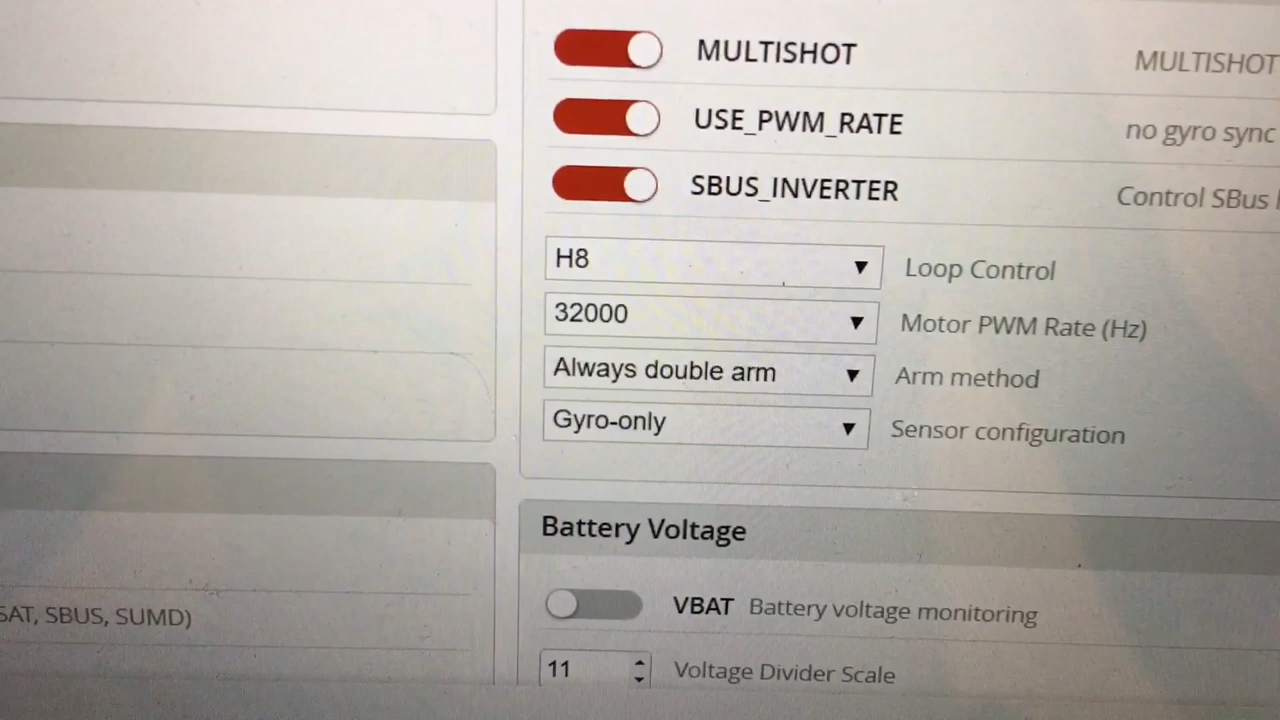 MULTISHOT MULTISHOT
USE_PWM_RATE no gyro sync
SBUS_INVERTER Control SBus
H8 Loop Control
32000 Motor PWM Rate (Hz)
Always double arm Arm method
Gyro-only Sensor configuration
Battery Voltage
VBAT Battery voltage monitoring
SAT, SBUS, SUMD)
11 Voltage Divider Scale